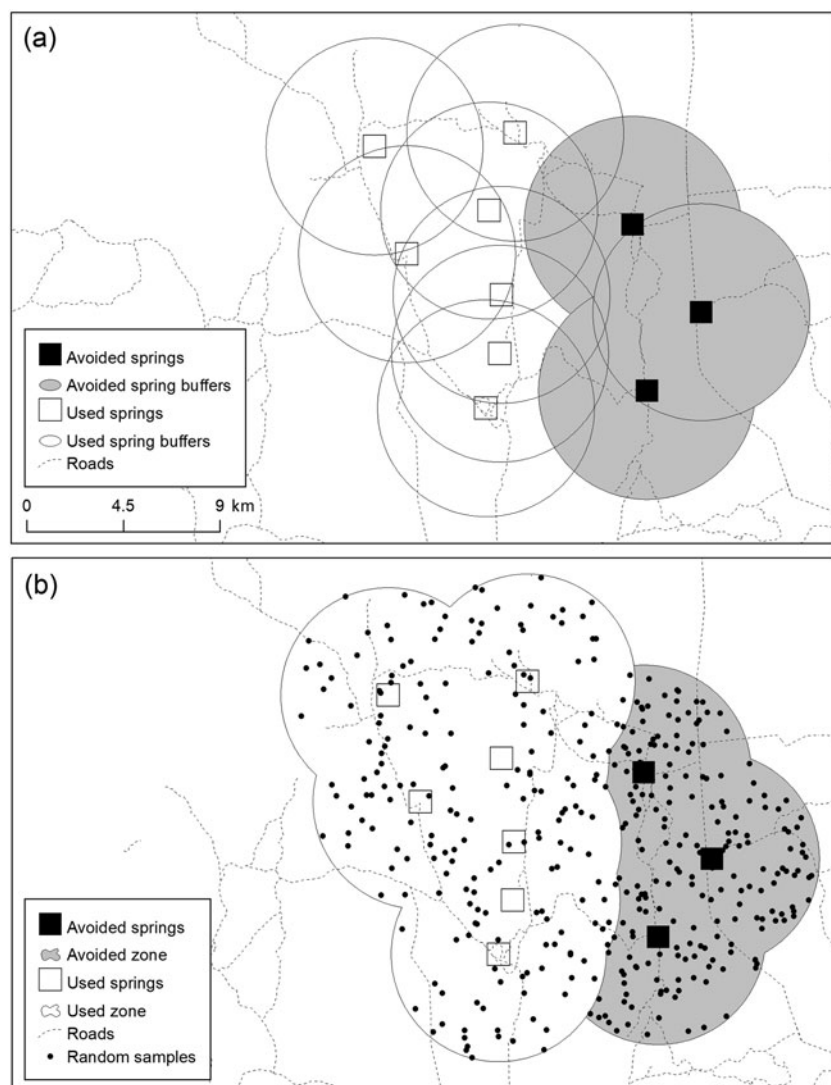 (a)
Avoided springs
Avoided spring buffers
Used springs
Used spring buffers
Roads
0 4.5 9 km
(b)
Avoided springs
Avoided zone
Used springs
Used zone
Roads
Random samples